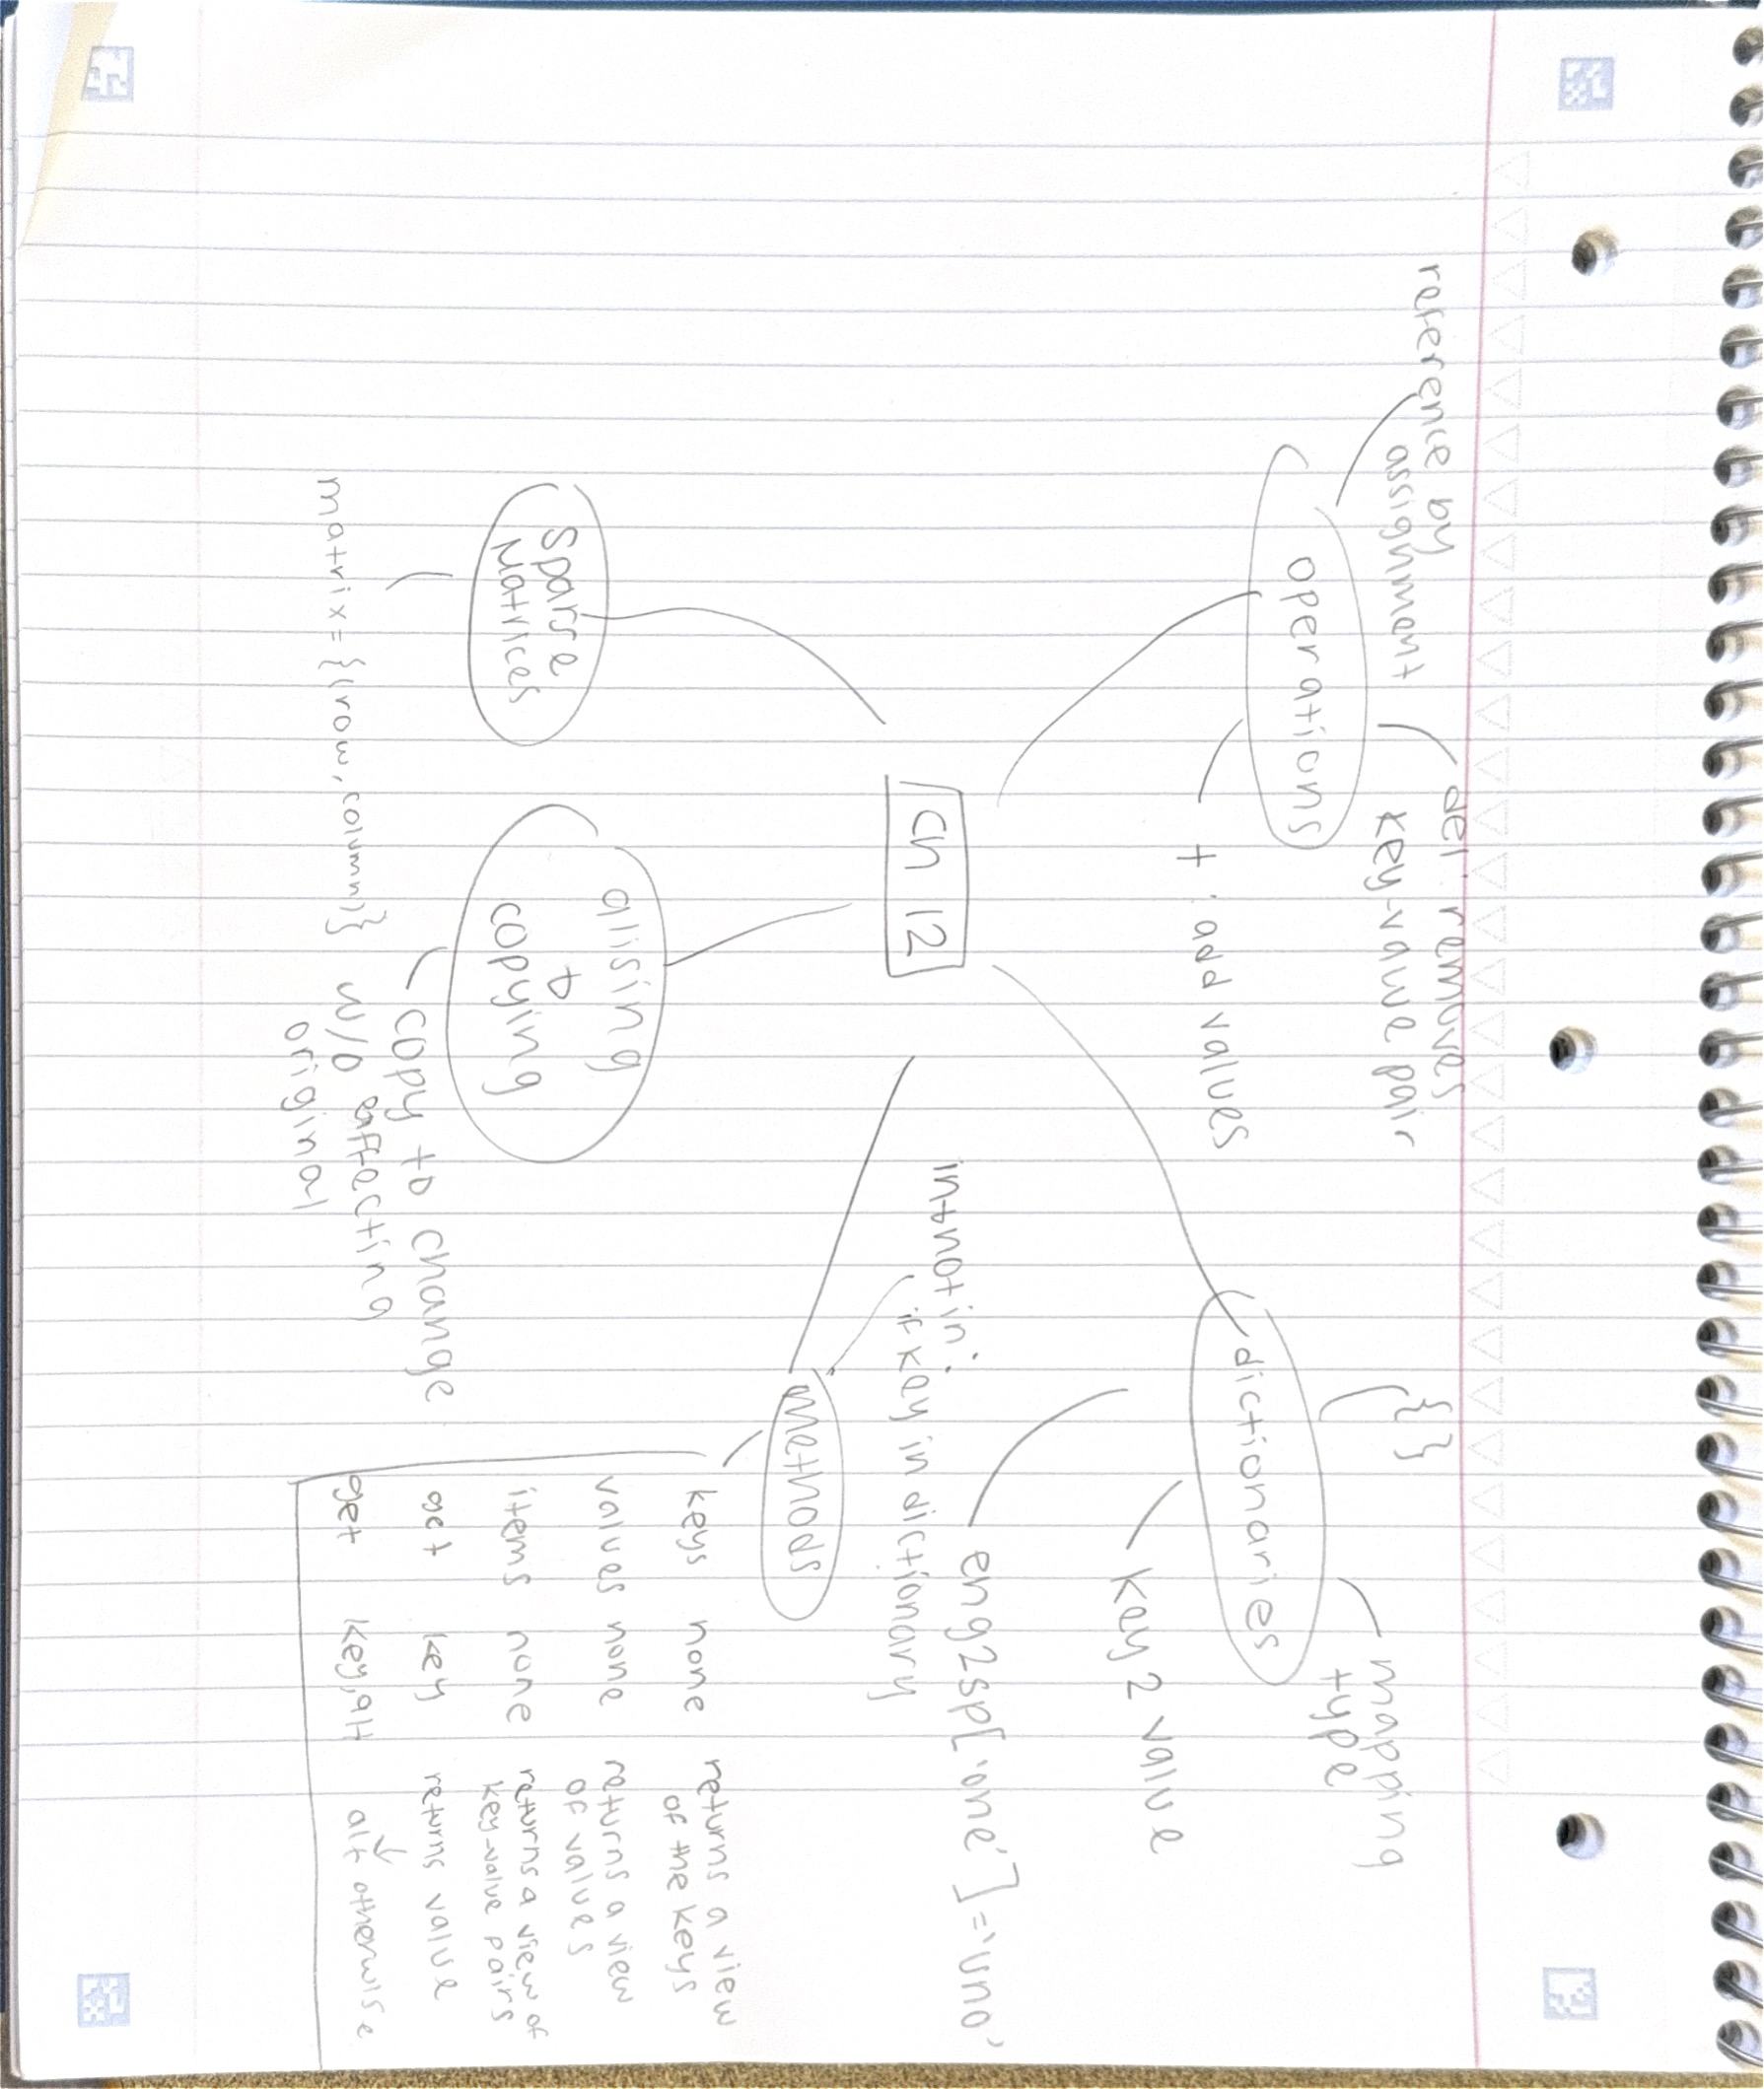 reference by
assignment
del: removes
key-value pair
operations
+ : add values
{ }
mapping
type
dictionaries
key 2 value
eng2sp['one']='uno'
Ch 12
in + not in:
if key in dictionary
methods
keys none returns a view
of the keys
values none returns a view
of values
items none returns a view of
key-value pairs
get key returns value
get key,alt alt otherwise
Sparse
Matrices
matrix = {(row, column)}
alising
+
copying
copy to change
w/o affecting
original